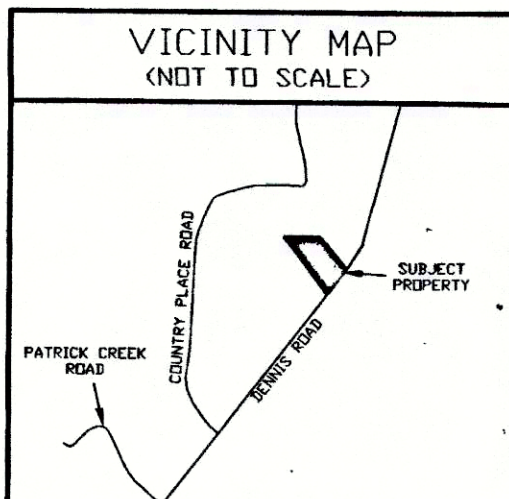 VICINITY MAP
(NOT TO SCALE)
COUNTRY PLACE ROAD
SUBJECT
PROPERTY
DENNIS ROAD
PATRICK CREEK
ROAD